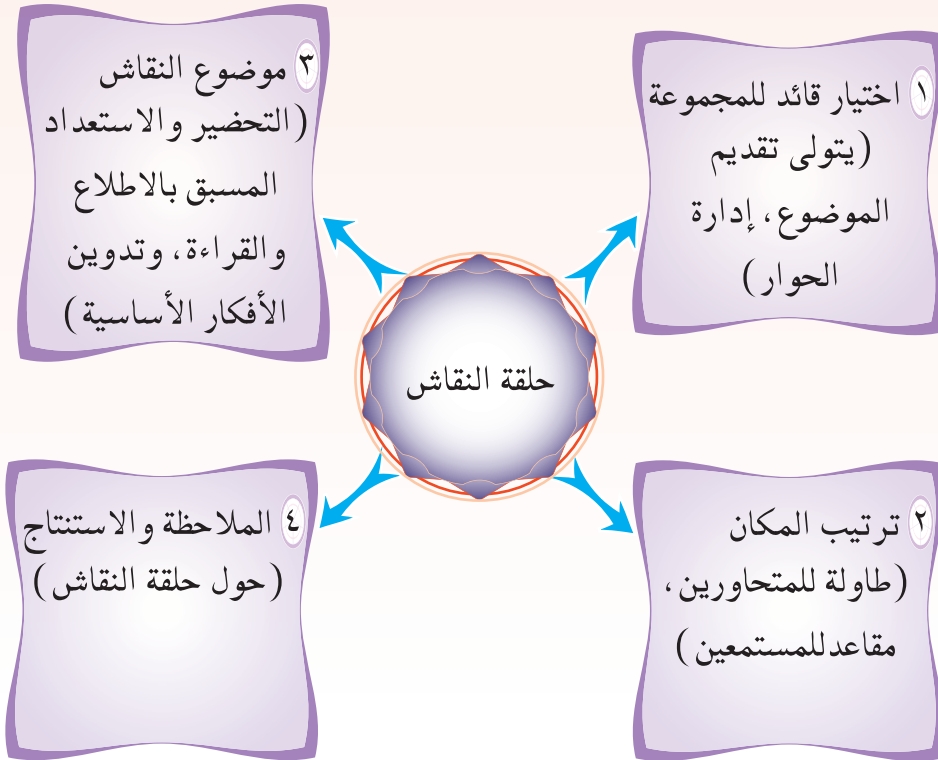 ١ اختيار قائد للمجموعة
(يتولى تقديم
الموضوع، إدارة
الحوار)
٢ ترتيب المكان
(طاولة للمتحاورين،
مقاعدللمستمعين)
٣ موضوع النقاش
(التحضير والاستعداد
المسبق بالاطلاع
والقراءة، وتدوين
الأفكار الأساسية)
٤ الملاحظة والاستنتاج
(حول حلقة النقاش)
حلقة النقاش